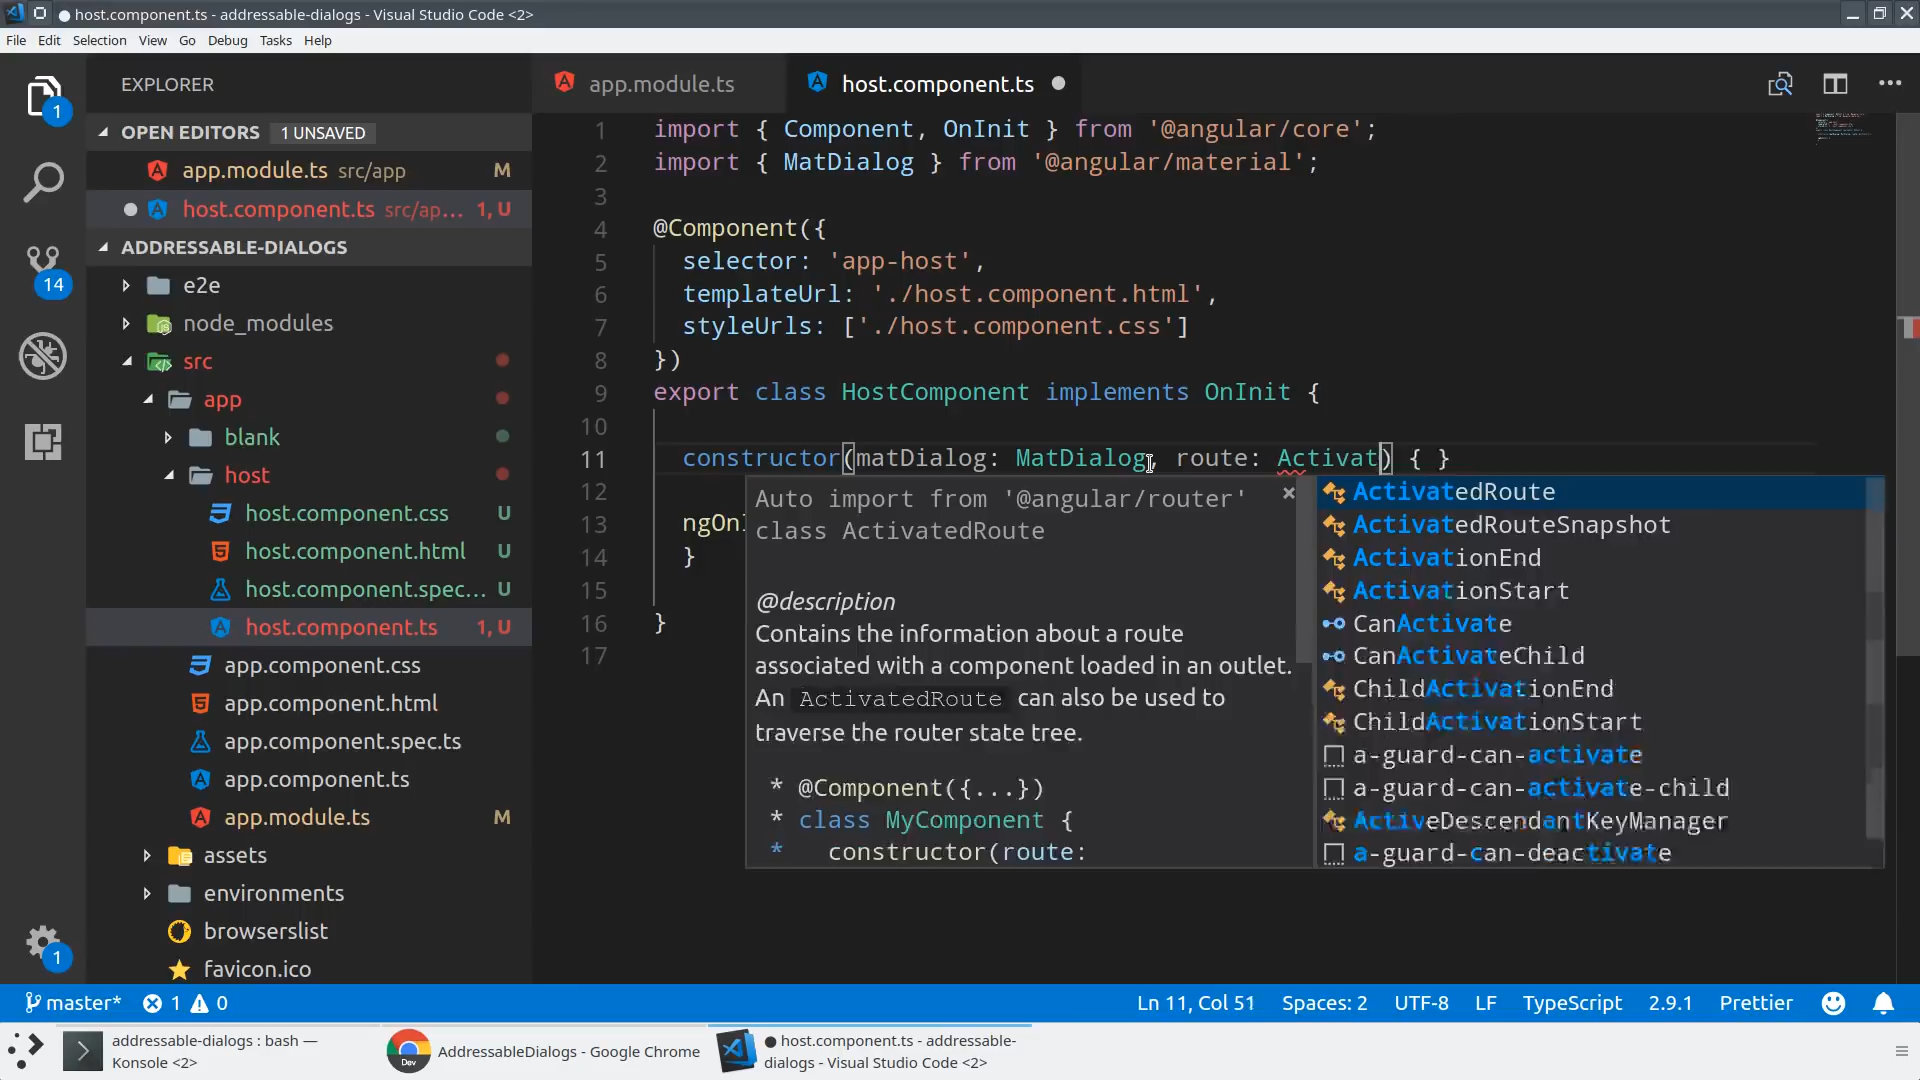 host.component.ts - addressable-dialogs - Visual Studio Code <2>
File Edit Selection View Go Debug Tasks Help
EXPLORER
OPEN EDITORS 1 UNSAVED
app.module.ts src/app M
host.component.ts src/ap... 1, U
ADDRESSABLE-DIALOGS
e2e
node_modules
src
app
blank
host
host.component.css U
host.component.html U
host.component.spec... U
host.component.ts 1, U
app.component.css
app.component.html
app.component.spec.ts
app.component.ts
app.module.ts M
assets
environments
browserslist
favicon.ico
1
14
1
app.module.ts host.component.ts
1 import { Component, OnInit } from '@angular/core';
2 import { MatDialog } from '@angular/material';
3
4 @Component({
5 selector: 'app-host',
6 templateUrl: './host.component.html',
7 styleUrls: ['./host.component.css']
8 })
9 export class HostComponent implements OnInit {
10
11 constructor(matDialog: MatDialog, route: Activat) { }
12
13 ngOn
14 }
15
16 }
17
Auto import from '@angular/router'
class ActivatedRoute
@description
Contains the information about a route
associated with a component loaded in an outlet.
An ActivatedRoute can also be used to
traverse the router state tree.
* @Component({...})
* class MyComponent {
* constructor(route:
ActivatedRoute
ActivatedRouteSnapshot
ActivationEnd
ActivationStart
CanActivate
CanActivateChild
ChildActivationEnd
ChildActivationStart
a-guard-can-activate
a-guard-can-activate-child
ActiveDescendantKeyManager
a-guard-can-deactivate
master* 1 0 Ln 11, Col 51 Spaces: 2 UTF-8 LF TypeScript 2.9.1 Prettier
addressable-dialogs : bash —
Konsole <2>
Dev
AddressableDialogs - Google Chrome
host.component.ts - addressable-
dialogs - Visual Studio Code <2>